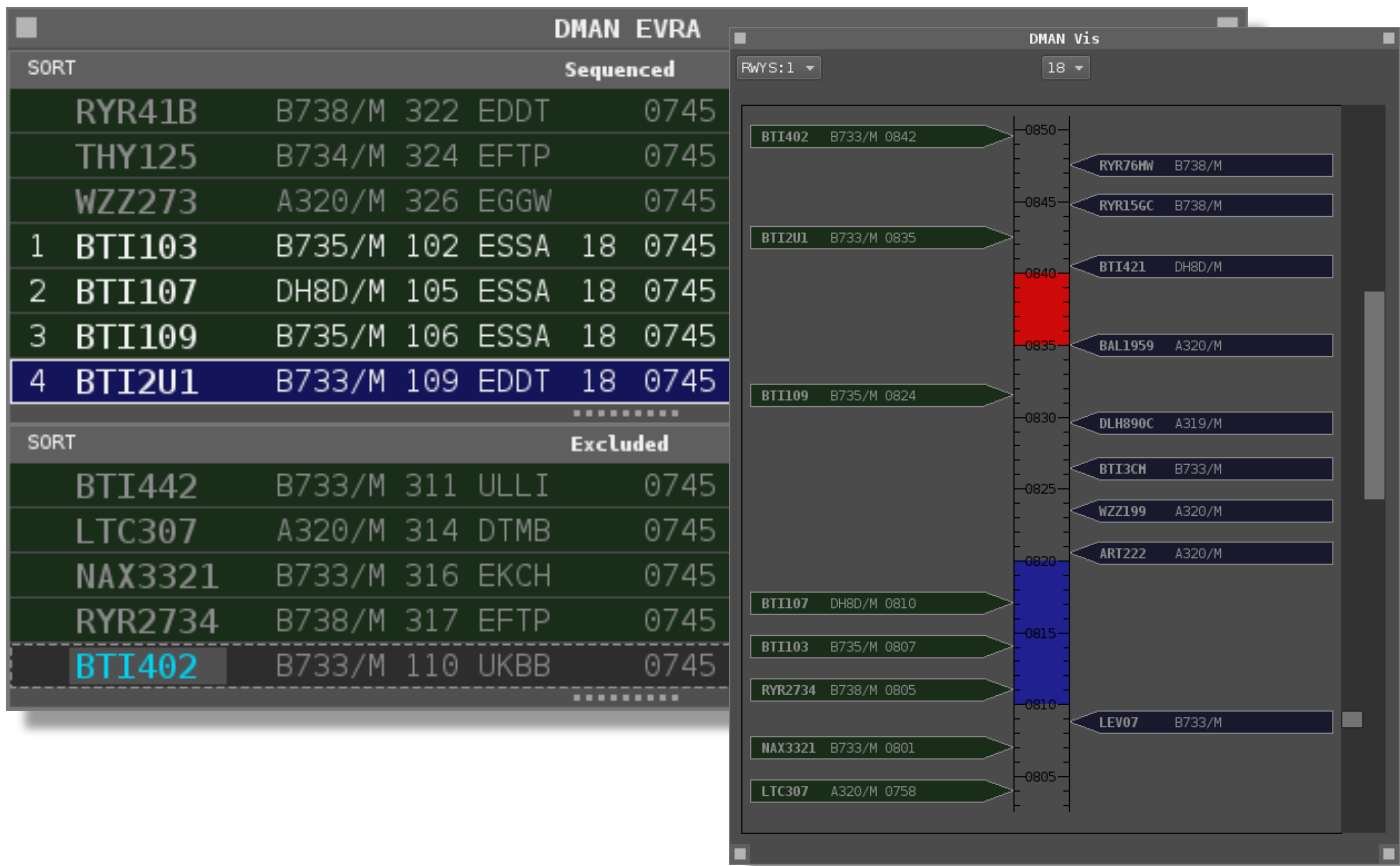 DMAN EVRA
SORT Sequenced
RYR41B B738/M 322 EDDT 0745
THY125 B734/M 324 EFTP 0745
WZZ273 A320/M 326 EGGW 0745
1 BTI103 B735/M 102 ESSA 18 0745
2 BTI107 DH8D/M 105 ESSA 18 0745
3 BTI109 B735/M 106 ESSA 18 0745
4 BTI2U1 B733/M 109 EDDT 18 0745
SORT Excluded
BTI442 B733/M 311 ULLI 0745
LTC307 A320/M 314 DTMB 0745
NAX3321 B733/M 316 EKCH 0745
RYR2734 B738/M 317 EFTP 0745
BTI402 B733/M 110 UKBB 0745
DMAN Vis
RWYS:1 18
0850
BTI402 B733/M 0842
RYR76MW B738/M
0845
RYR15GC B738/M
BTI2U1 B733/M 0835
BTI421 DH8D/M
0840
0835
BAL1959 A320/M
BTI109 B735/M 0824
0830
DLH890C A319/M
BTI3CM B733/M
0825
WZZ199 A320/M
ART222 A320/M
0820
BTI107 DH8D/M 0810
0815
BTI103 B735/M 0807
RYR2734 B738/M 0805
0810
LEV07 B733/M
NAX3321 B733/M 0801
0805
LTC307 A320/M 0758